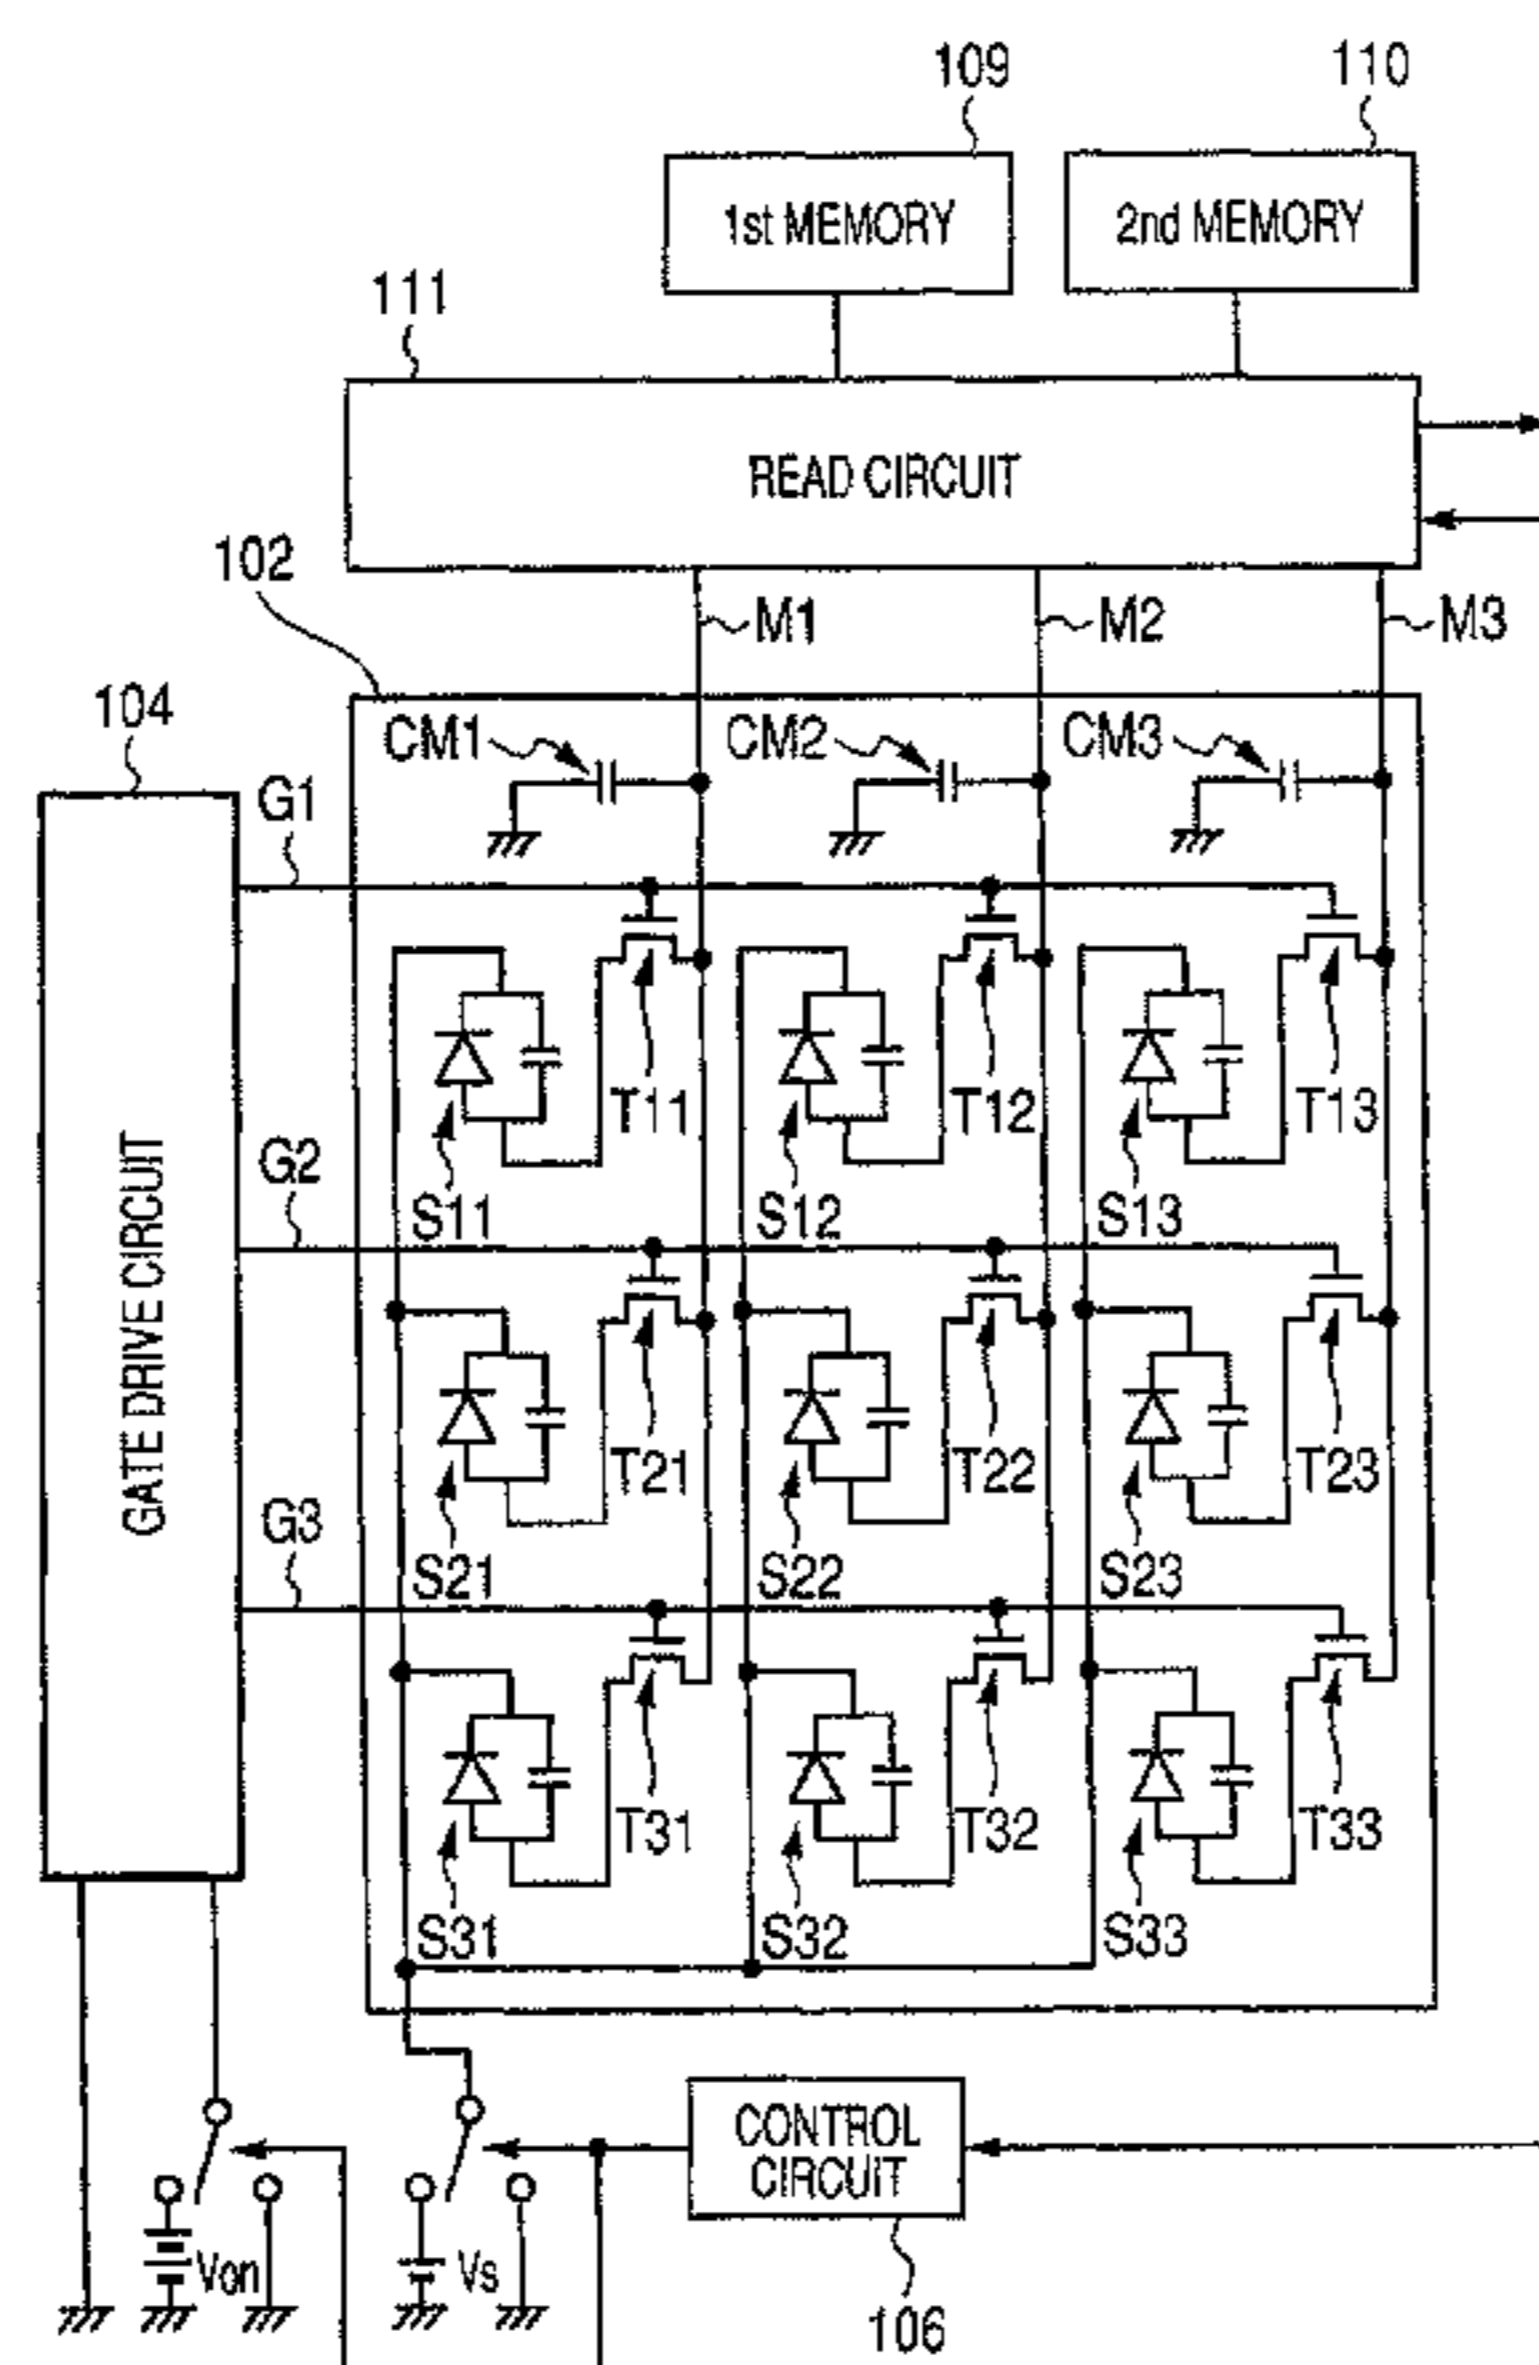 109
110
1st MEMORY
2nd MEMORY
111
READ CIRCUIT
102
M1
M2
M3
104
CM1
CM2
CM3
G1
T11
T12
T13
GATE DRIVE CIRCUIT
G2
S11
S12
S13
T21
T22
T23
G3
S21
S22
S23
T31
T32
T33
S31
S32
S33
CONTROL
CIRCUIT
Von
Vs
106